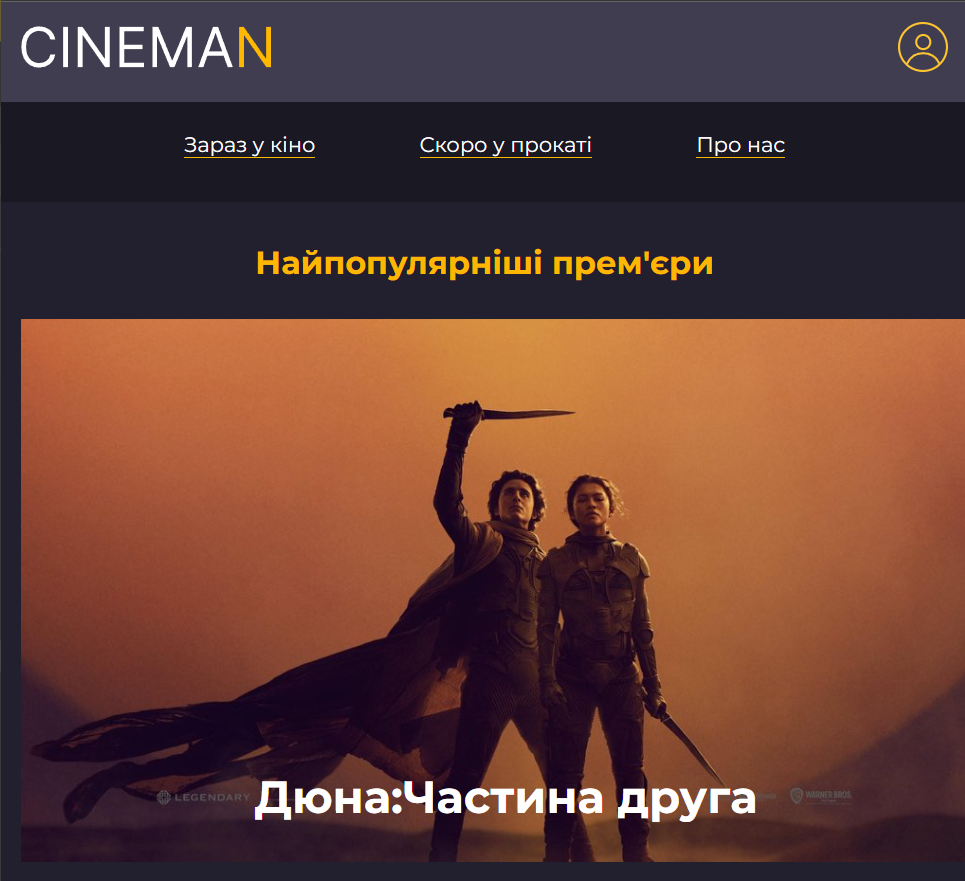 CINEMAN
Зараз у кіно Скоро у прокаті Про нас
Найпопулярніші прем'єри
LEGENDARY
Дюна:Частина друга
WARNER BROS.